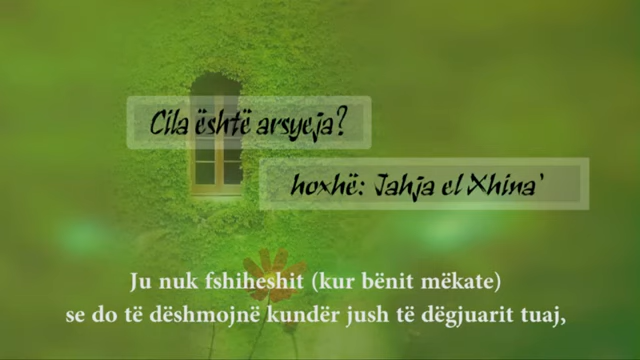 Cila është arsyeja?
hoxhë: Jahja el Xhina'
Ju nuk fshiheshit (kur bënit mëkate)
se do të dëshmojnë kundër jush të dëgjuarit tuaj,